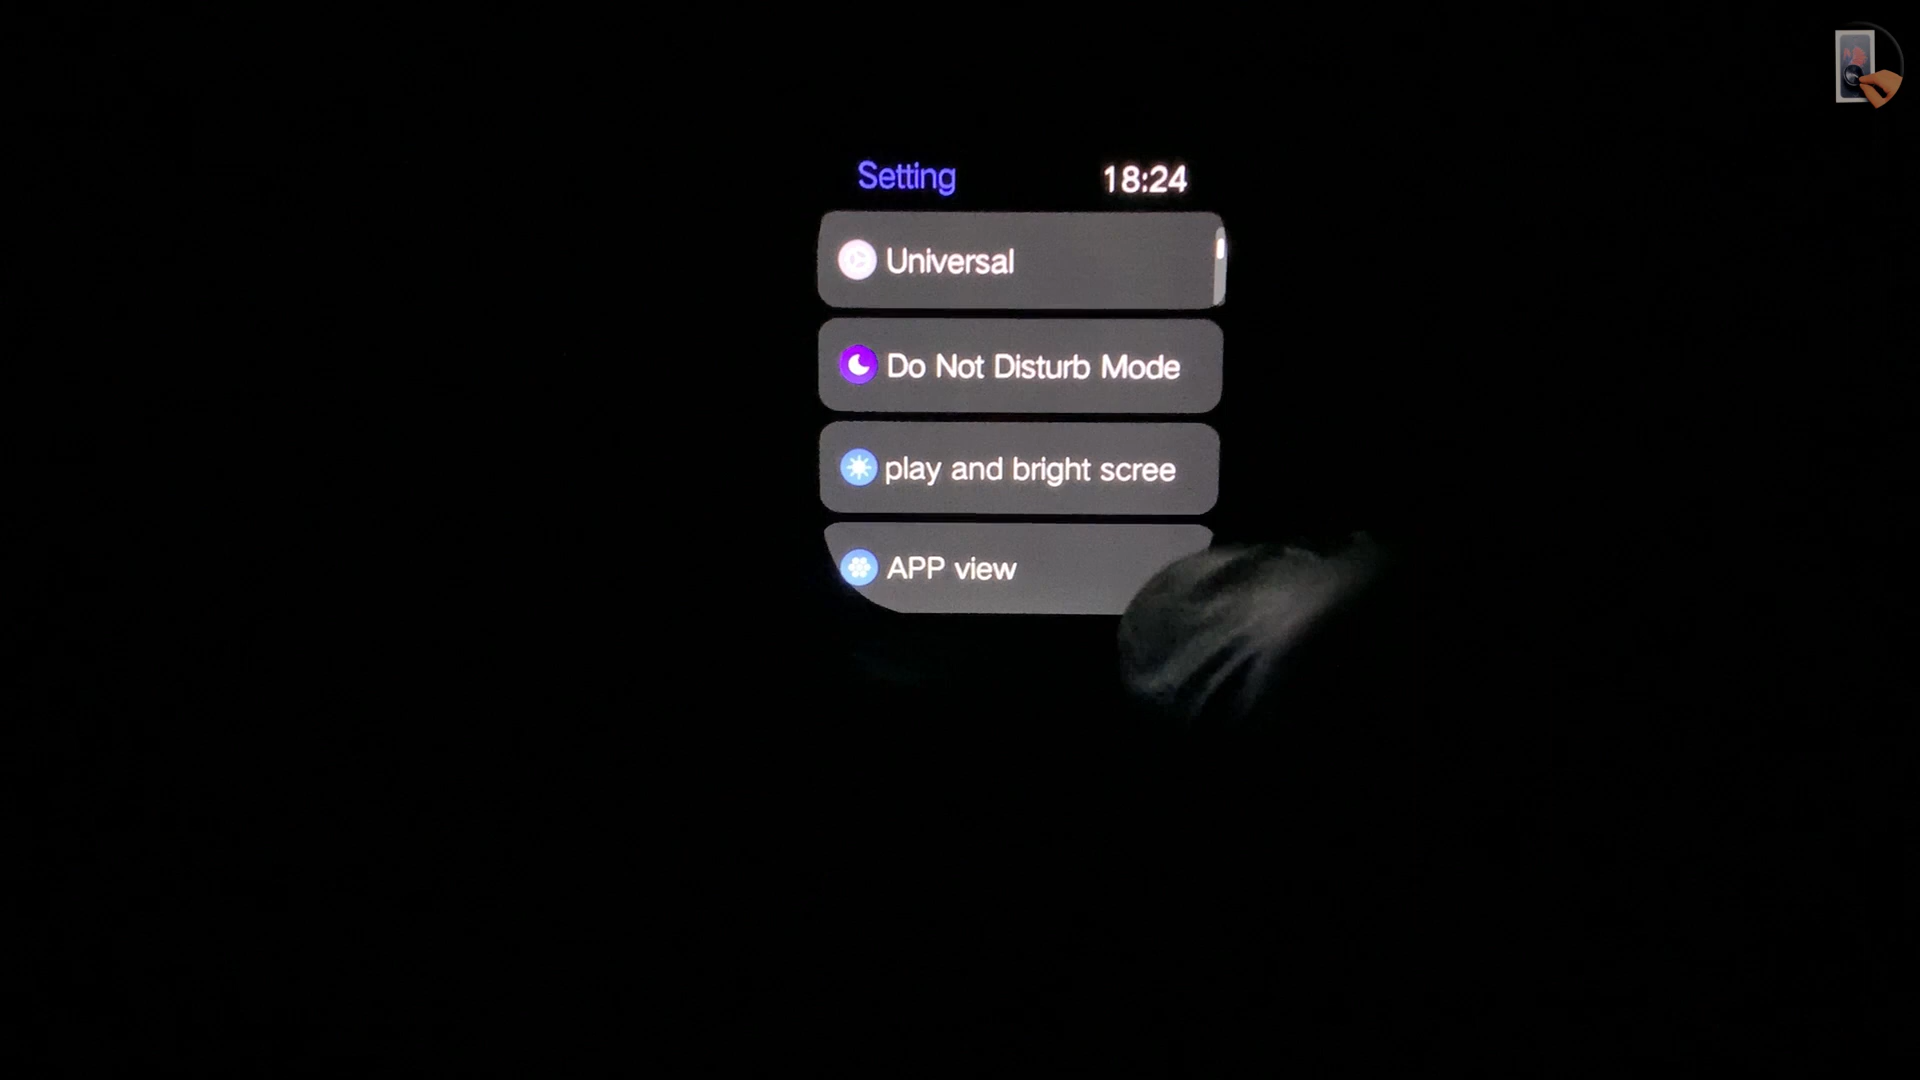 Setting 18:24
Universal
Do Not Disturb Mode
play and bright scree
APP view